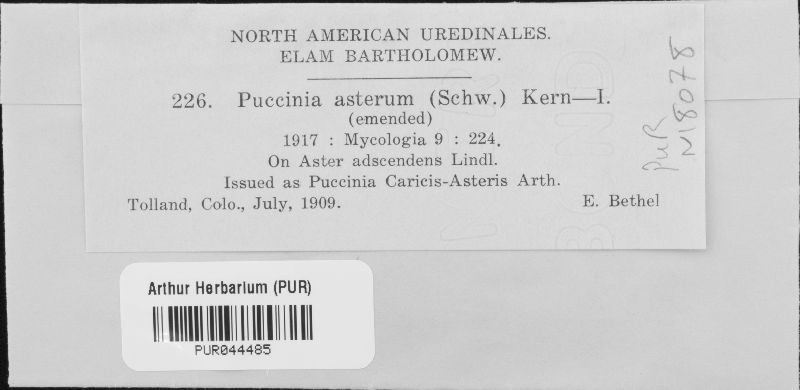 NORTH AMERICAN UREDINALES.
ELAM BARTHOLOMEW.
226. Puccinia asterum (Schw.) Kern—I.
(emended)
1917 : Mycologia 9 : 224.
On Aster adscendens Lindl.
Issued as Puccinia Caricis-Asteris Arth.
Tolland, Colo., July, 1909. E. Bethel
PUR
N18078
Arthur Herbarium (PUR)
PUR044485